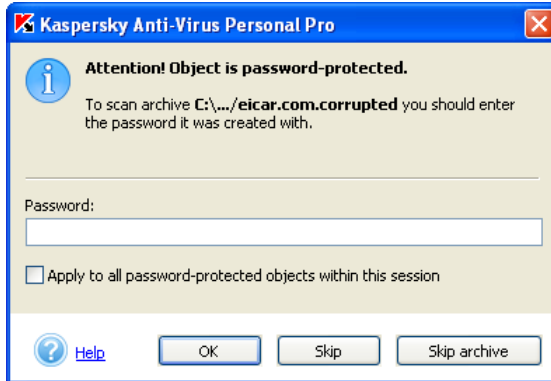 Kaspersky Anti-Virus Personal Pro
Attention! Object is password-protected.
To scan archive C:\.../eicar.com.corrupted you should enter
the password it was created with.
Password:
Apply to all password-protected objects within this session
Help
OK
Skip
Skip archive